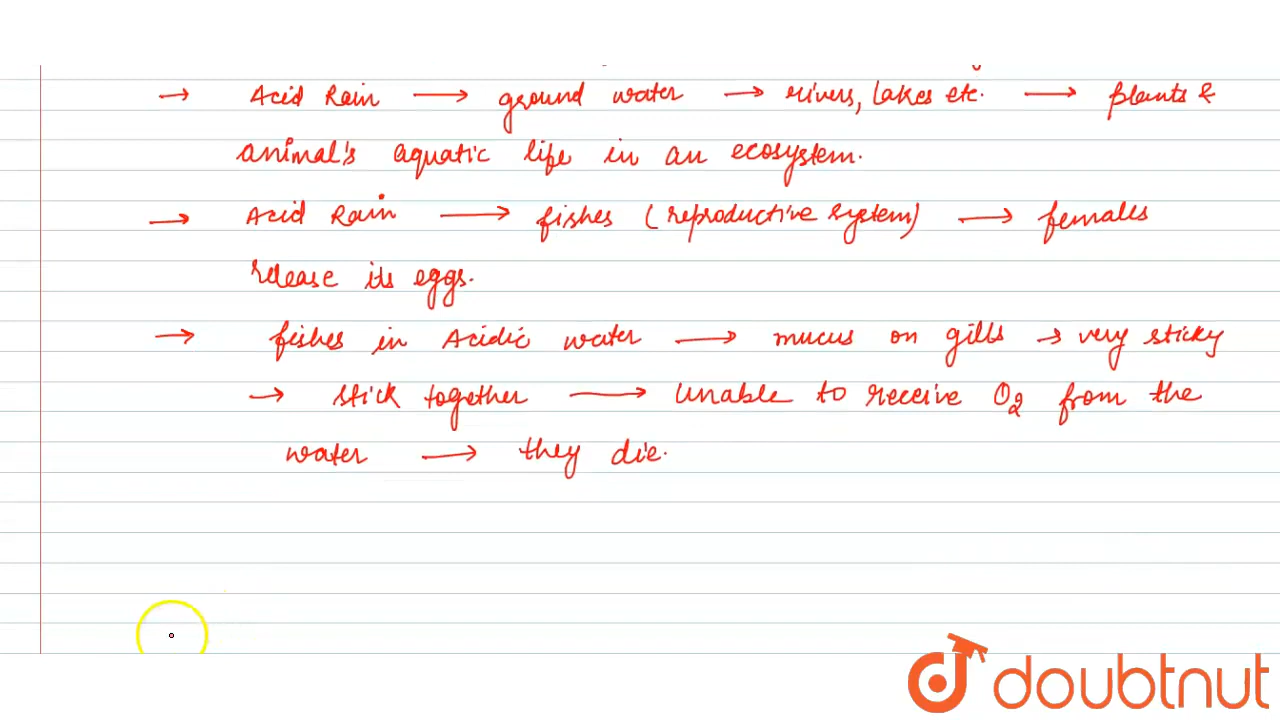 → Acid Rain → ground water → rivers, Lakes etc. → plants &
animal's aquatic life in an ecosystem.
→ Acid Rain → fishes (reproductive system) → females
release its eggs.
→ fishes in Acidic water → mucus on gills → very sticky
→ stick together → unable to receive O₂ from the
water → they die.
doubtnut